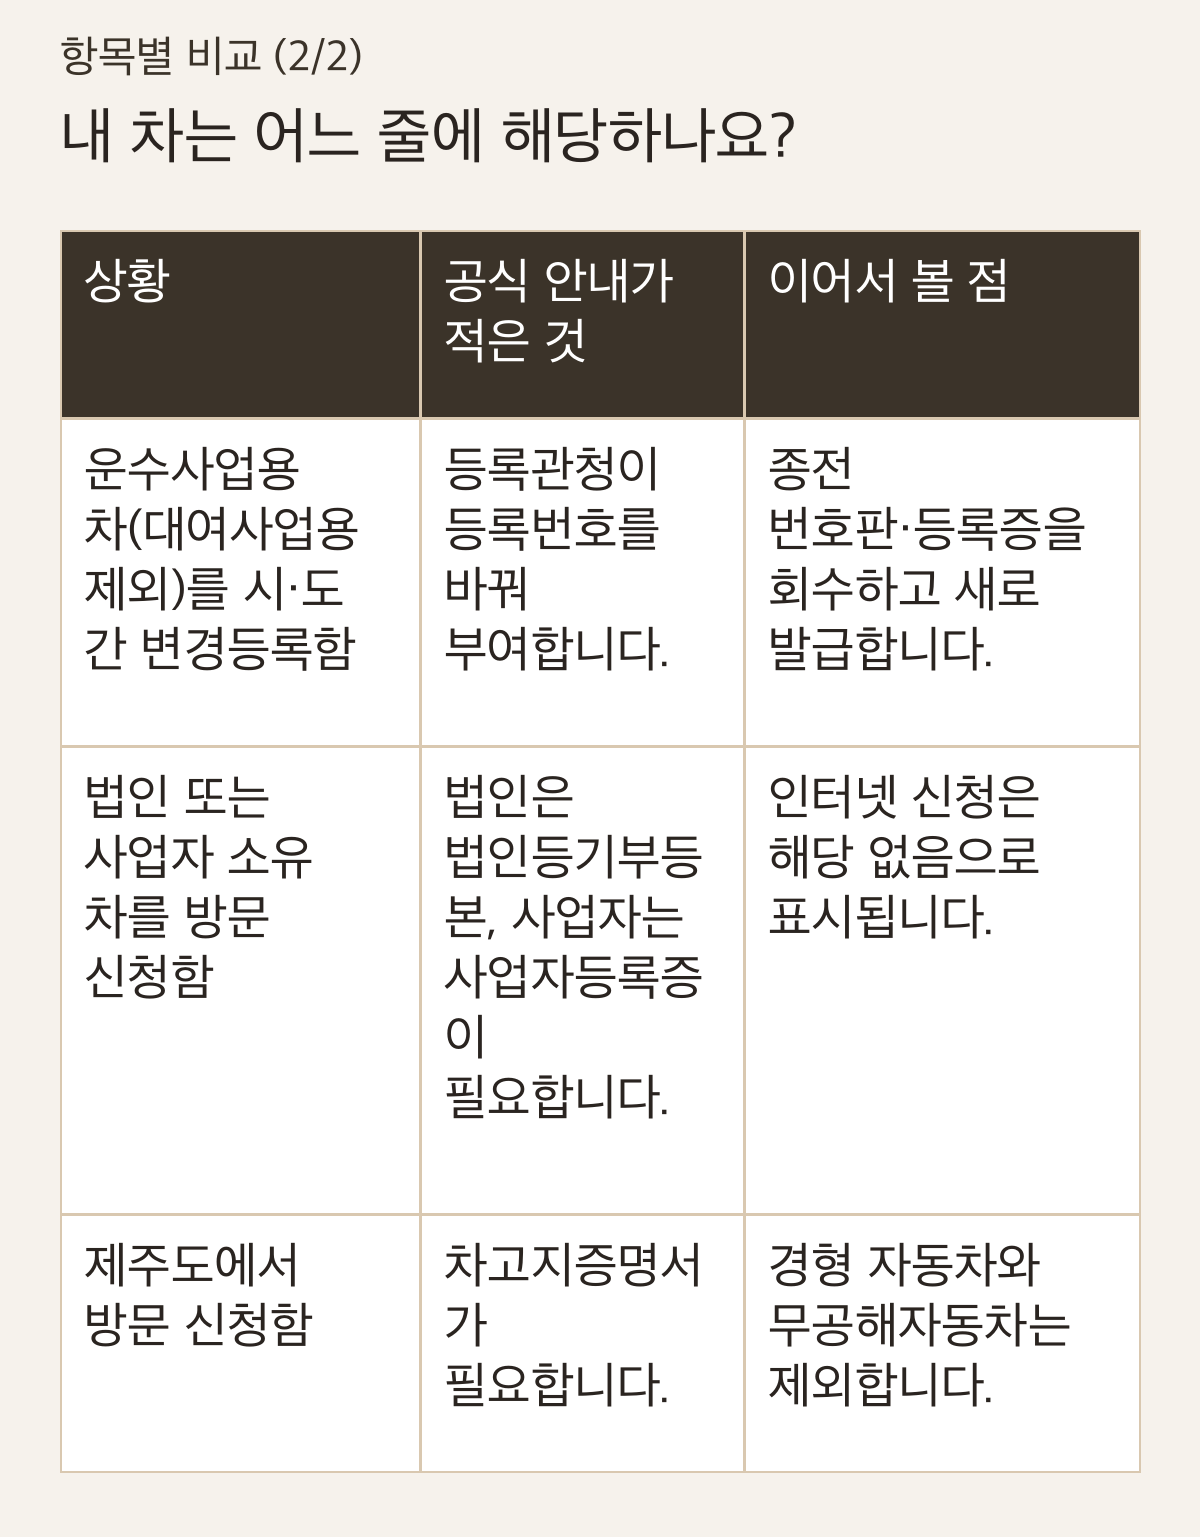 항목별 비교 (2/2)
내 차는 어느 줄에 해당하나요?
상황
공식 안내가
적은 것
이어서 볼 점
운수사업용
차(대여사업용
제외)를 시·도
간 변경등록함
등록관청이
등록번호를
바꿔
부여합니다.
종전
번호판·등록증을
회수하고 새로
발급합니다.
법인 또는
사업자 소유
차를 방문
신청함
법인은
법인등기부등
본, 사업자는
사업자등록증
이
필요합니다.
인터넷 신청은
해당 없음으로
표시됩니다.
제주도에서
방문 신청함
차고지증명서
가
필요합니다.
경형 자동차와
무공해자동차는
제외합니다.